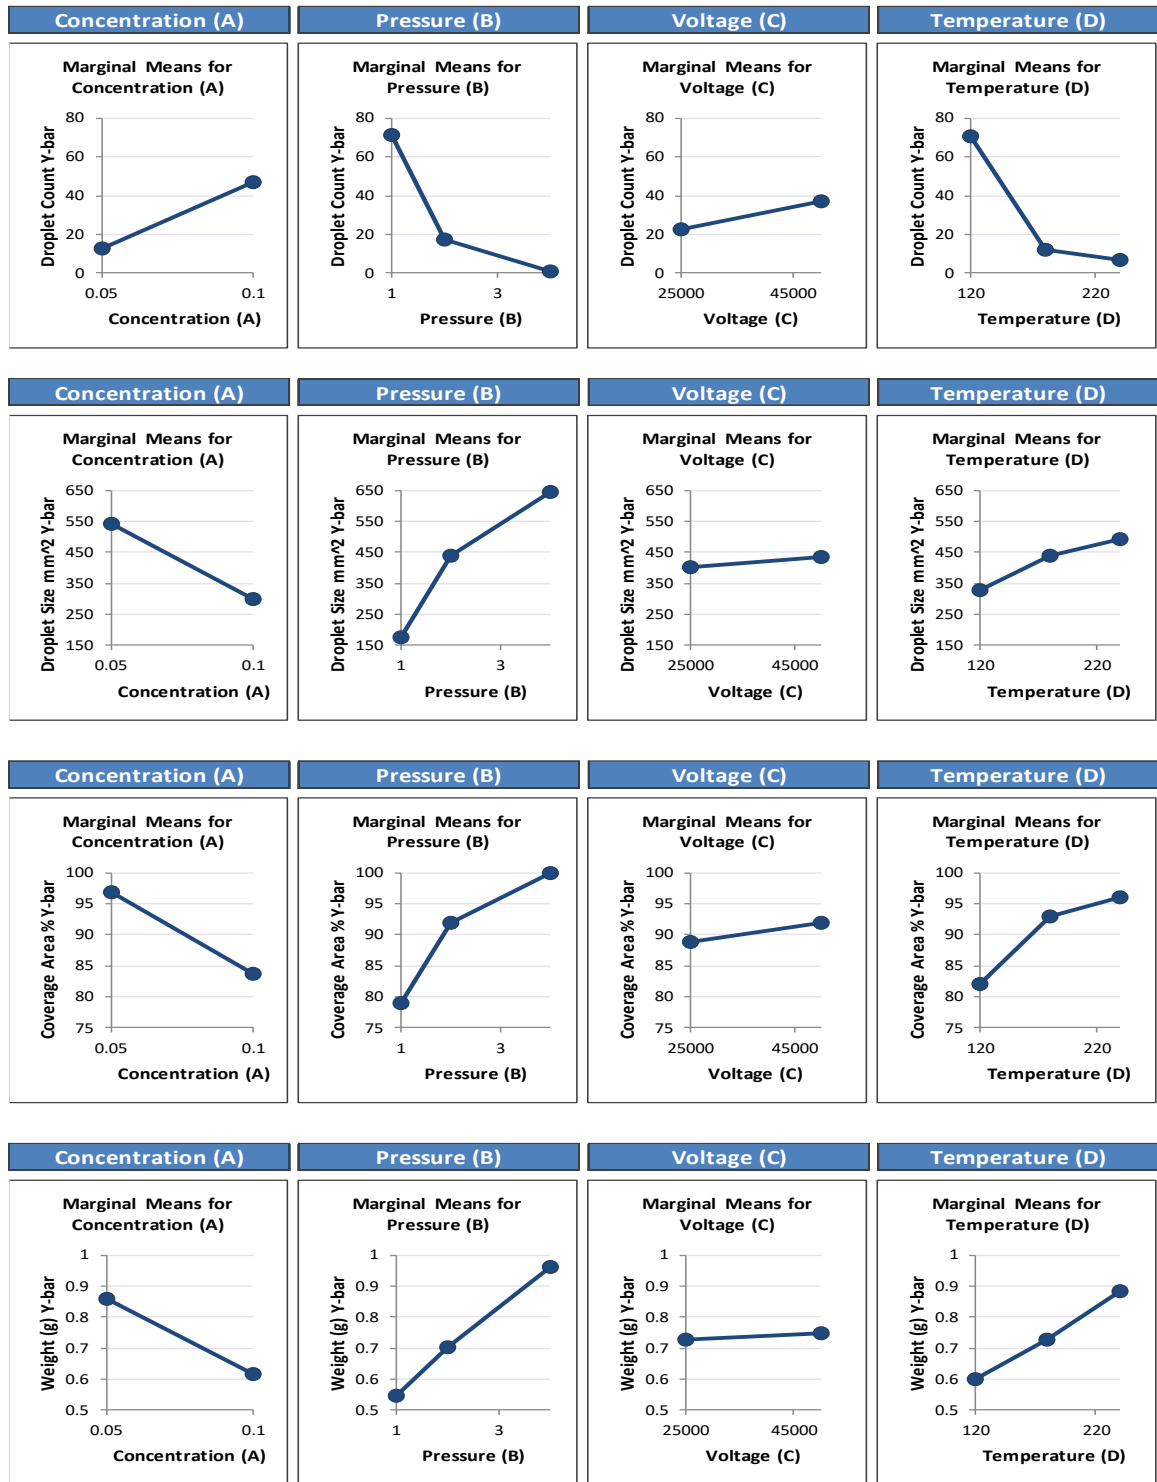 Concentration (A)
Pressure (B)
Voltage (C)
Temperature (D)
Marginal Means for
Concentration (A)
Droplet Count Y-bar
80
60
40
20
0
0.05
0.1
Concentration (A)
Marginal Means for
Pressure (B)
Droplet Count Y-bar
80
60
40
20
0
1
3
Pressure (B)
Marginal Means for
Voltage (C)
Droplet Count Y-bar
80
60
40
20
0
25000
45000
Voltage (C)
Marginal Means for
Temperature (D)
Droplet Count Y-bar
80
60
40
20
0
120
220
Temperature (D)
Concentration (A)
Pressure (B)
Voltage (C)
Temperature (D)
Marginal Means for
Concentration (A)
Droplet Size mm^2 Y-bar
650
550
450
350
250
150
0.05
0.1
Concentration (A)
Marginal Means for
Pressure (B)
Droplet Size mm^2 Y-bar
650
550
450
350
250
150
1
3
Pressure (B)
Marginal Means for
Voltage (C)
Droplet Size mm^2 Y-bar
650
550
450
350
250
150
25000
45000
Voltage (C)
Marginal Means for
Temperature (D)
Droplet Size mm^2 Y-bar
650
550
450
350
250
150
120
220
Temperature (D)
Concentration (A)
Pressure (B)
Voltage (C)
Temperature (D)
Marginal Means for
Concentration (A)
Coverage Area % Y-bar
100
95
90
85
80
75
0.05
0.1
Concentration (A)
Marginal Means for
Pressure (B)
Coverage Area % Y-bar
100
95
90
85
80
75
1
3
Pressure (B)
Marginal Means for
Voltage (C)
Coverage Area % Y-bar
100
95
90
85
80
75
25000
45000
Voltage (C)
Marginal Means for
Temperature (D)
Coverage Area % Y-bar
100
95
90
85
80
75
120
220
Temperature (D)
Concentration (A)
Pressure (B)
Voltage (C)
Temperature (D)
Marginal Means for
Concentration (A)
Weight (g) Y-bar
1
0.9
0.8
0.7
0.6
0.5
0.05
0.1
Concentration (A)
Marginal Means for
Pressure (B)
Weight (g) Y-bar
1
0.9
0.8
0.7
0.6
0.5
1
3
Pressure (B)
Marginal Means for
Voltage (C)
Weight (g) Y-bar
1
0.9
0.8
0.7
0.6
0.5
25000
45000
Voltage (C)
Marginal Means for
Temperature (D)
Weight (g) Y-bar
1
0.9
0.8
0.7
0.6
0.5
120
220
Temperature (D)